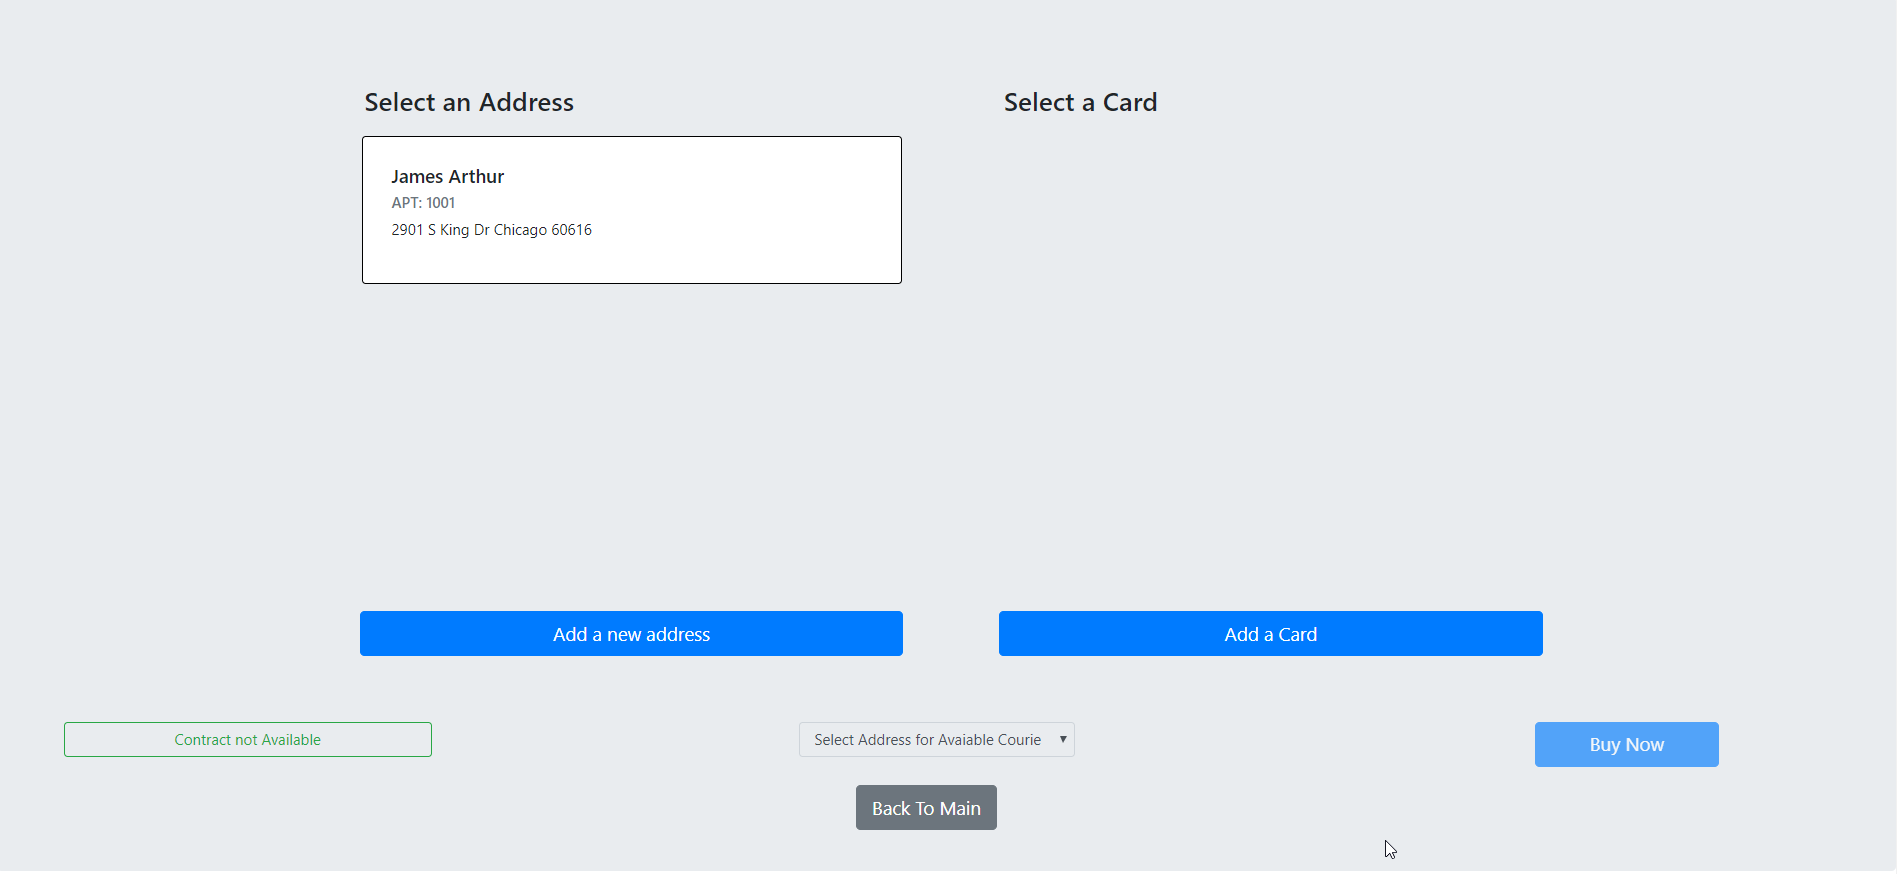 Select an Address
Select a Card
James Arthur
APT: 1001
2901 S King Dr Chicago 60616
Add a new address
Add a Card
Contract not Available
Select Address for Avaiable Courie
Buy Now
Back To Main